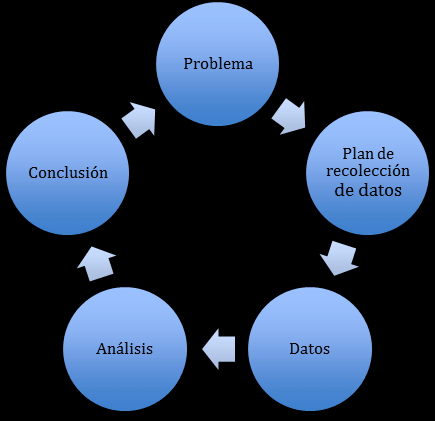 Problema
Plan de
recolección
de datos
Datos
Análisis
Conclusión